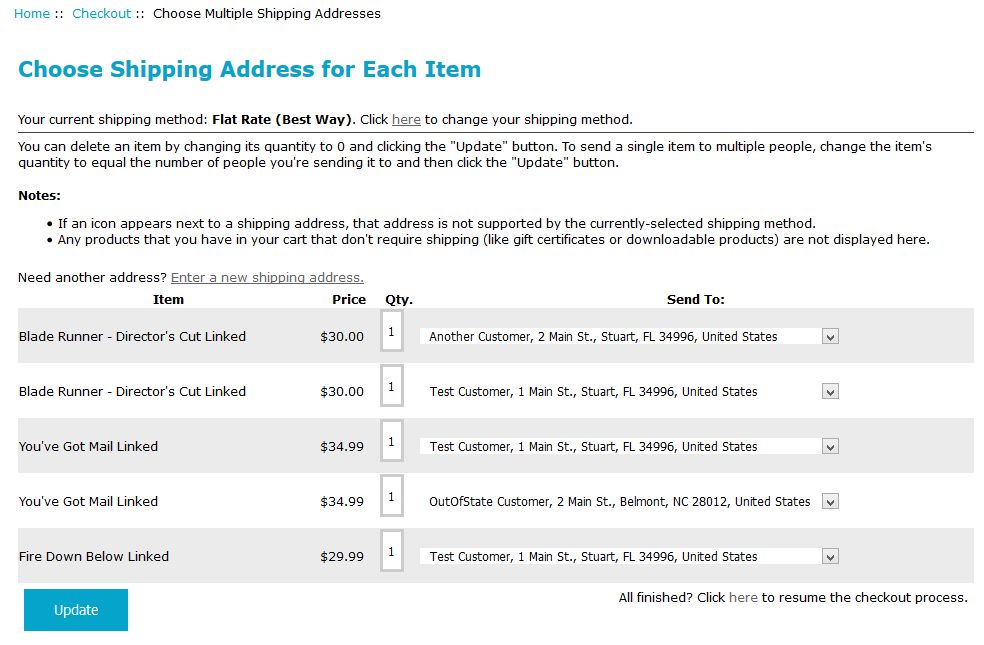 Home :: Checkout :: Choose Multiple Shipping Addresses
Choose Shipping Address for Each Item
Your current shipping method: Flat Rate (Best Way). Click here to change your shipping method.
You can delete an item by changing its quantity to 0 and clicking the "Update" button. To send a single item to multiple people, change the item's
quantity to equal the number of people you're sending it to and then click the "Update" button.
Notes:
• If an icon appears next to a shipping address, that address is not supported by the currently-selected shipping method.
• Any products that you have in your cart that don't require shipping (like gift certificates or downloadable products) are not displayed here.
Need another address? Enter a new shipping address.
Item Price Qty. Send To:
Blade Runner - Director's Cut Linked $30.00 1 Another Customer, 2 Main St., Stuart, FL 34996, United States
Blade Runner - Director's Cut Linked $30.00 1 Test Customer, 1 Main St., Stuart, FL 34996, United States
You've Got Mail Linked $34.99 1 Test Customer, 1 Main St., Stuart, FL 34996, United States
You've Got Mail Linked $34.99 1 OutOfState Customer, 2 Main St., Belmont, NC 28012, United States
Fire Down Below Linked $29.99 1 Test Customer, 1 Main St., Stuart, FL 34996, United States
All finished? Click here to resume the checkout process.
Update